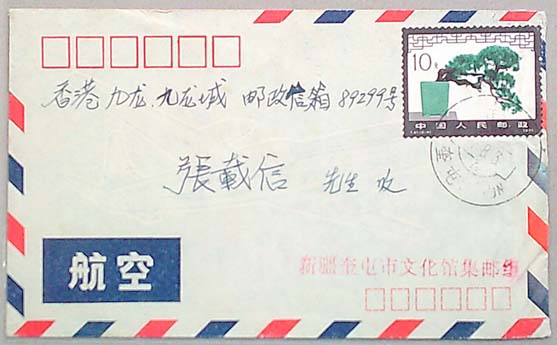 10分
中国人民邮政
香港九龙.九龙城 邮政信箱89299号
張載信 先生 收
航空
新疆奎屯市文化馆集邮组